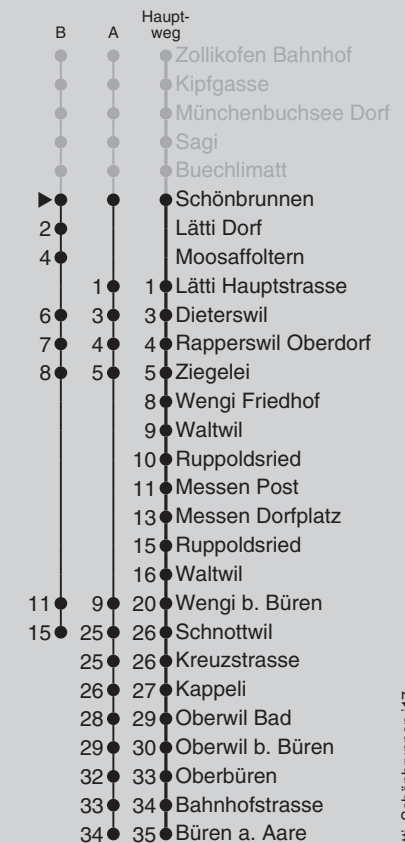 Haupt-
B A weg
Zollikofen Bahnhof
Kipfgasse
Münchenbuchsee Dorf
Sagi
Buechlimatt
Schönbrunnen
2 Lätti Dorf
4 Moosaffoltern
1 1 Lätti Hauptstrasse
6 3 3 Dieterswil
7 4 4 Rapperswil Oberdorf
8 5 5 Ziegelei
8 Wengi Friedhof
9 Waltwil
10 Ruppoldsried
11 Messen Post
13 Messen Dorfplatz
15 Ruppoldsried
16 Waltwil
11 9 20 Wengi b. Büren
15 25 26 Schnottwil
25 26 Kreuzstrasse
26 27 Kappeli
28 29 Oberwil Bad
29 30 Oberwil b. Büren
32 33 Oberbüren
33 34 Bahnhofstrasse
34 35 Büren a. Aare